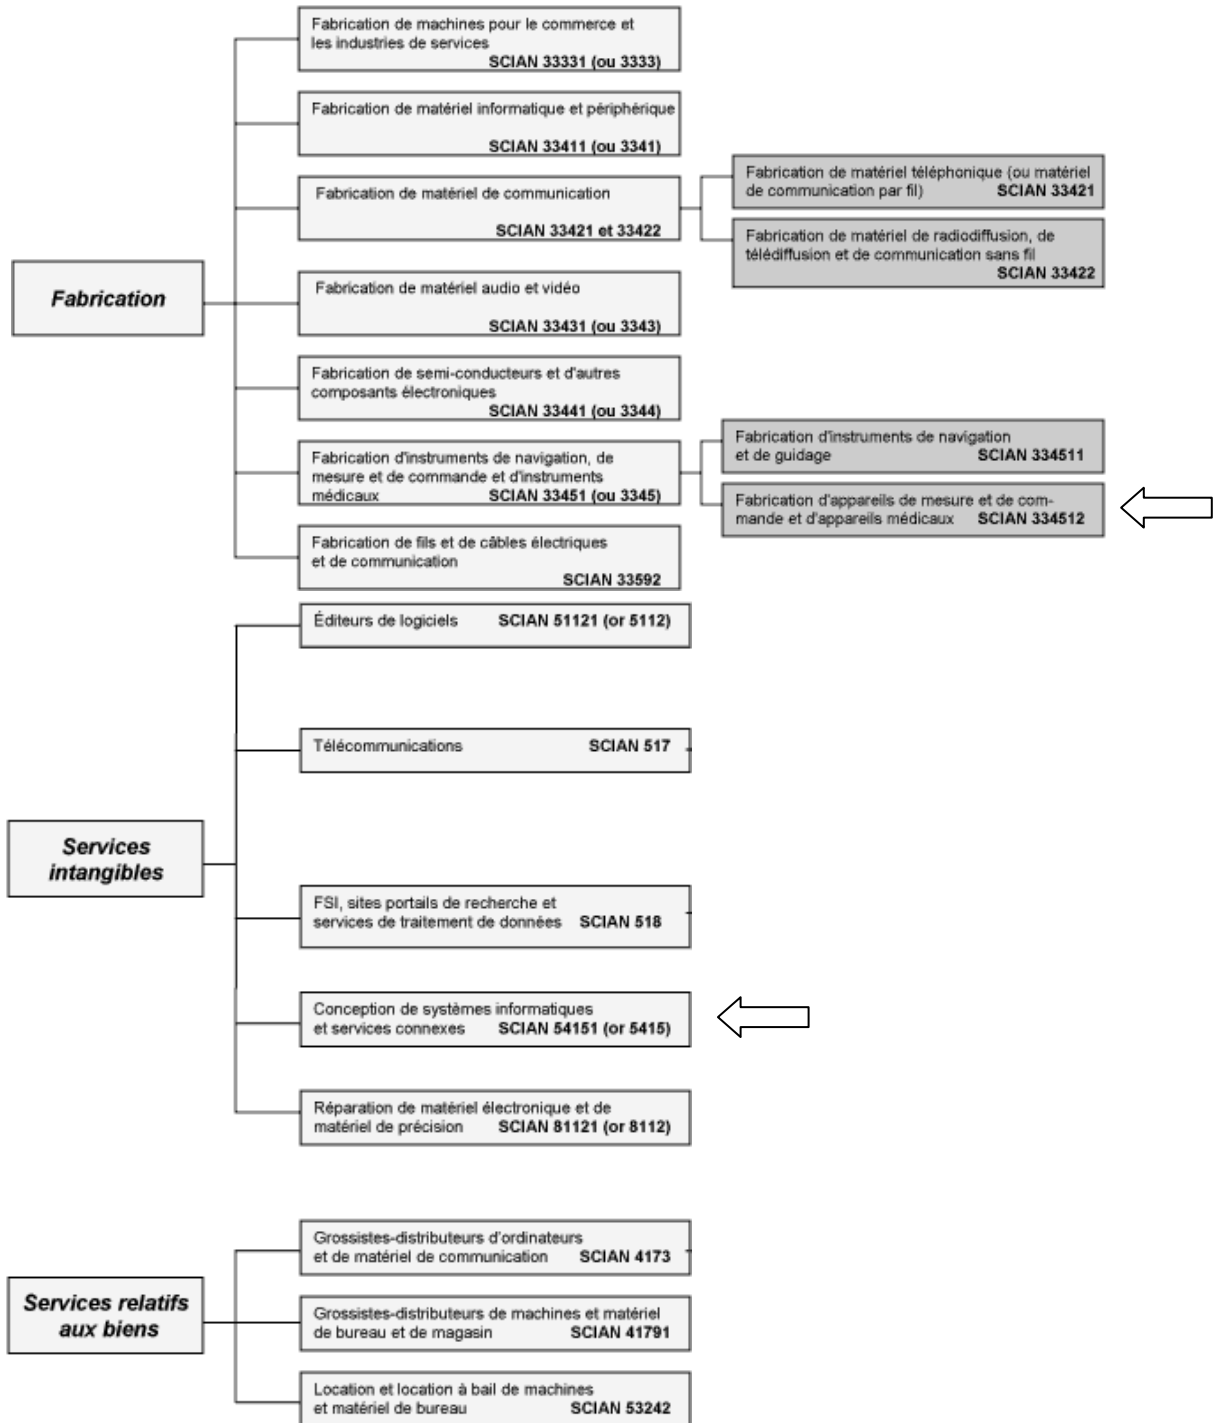 Fabrication de machines pour le commerce et
les industries de services
SCIAN 33331 (ou 3333)
Fabrication de matériel informatique et périphérique
SCIAN 33411 (ou 3341)
Fabrication de matériel de communication
SCIAN 33421 et 33422
Fabrication de matériel téléphonique (ou matériel
de communication par fil) SCIAN 33421
Fabrication de matériel de radiodiffusion, de
télédiffusion et de communication sans fil
SCIAN 33422
Fabrication
Fabrication de matériel audio et vidéo
SCIAN 33431 (ou 3343)
Fabrication de semi-conducteurs et d'autres
composants électroniques
SCIAN 33441 (ou 3344)
Fabrication d'instruments de navigation, de
mesure et de commande et d'instruments
médicaux SCIAN 33451 (ou 3345)
Fabrication d'instruments de navigation
et de guidage SCIAN 334511
Fabrication d'appareils de mesure et de com-
mande et d'appareils médicaux SCIAN 334512
Fabrication de fils et de câbles électriques
et de communication
SCIAN 33592
Services
intangibles
Éditeurs de logiciels SCIAN 51121 (or 5112)
Télécommunications SCIAN 517
FSI, sites portails de recherche et
services de traitement de données SCIAN 518
Conception de systèmes informatiques
et services connexes SCIAN 54151 (or 5415)
Réparation de matériel électronique et de
matériel de précision SCIAN 81121 (or 8112)
Services relatifs
aux biens
Grossistes-distributeurs d'ordinateurs
et de matériel de communication SCIAN 4173
Grossistes-distributeurs de machines et matériel
de bureau et de magasin SCIAN 41791
Location et location à bail de machines
et matériel de bureau SCIAN 53242